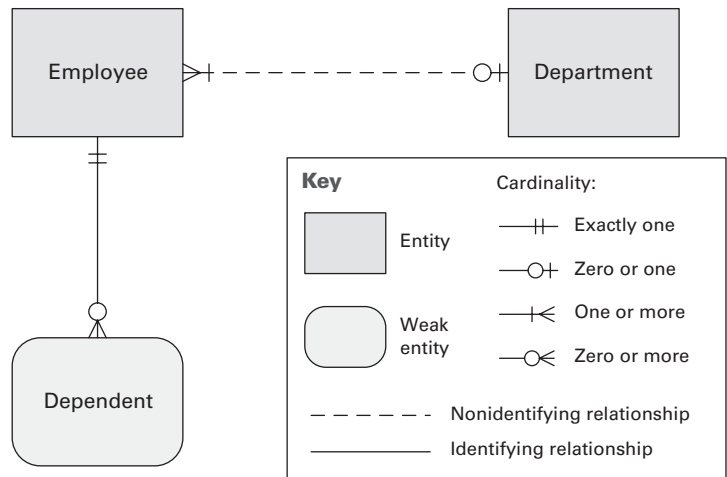 Employee
Department
Key
Cardinality:
Entity
Exactly one
Zero or one
One or more
Weak
entity
Zero or more
Dependent
Nonidentifying relationship
Identifying relationship